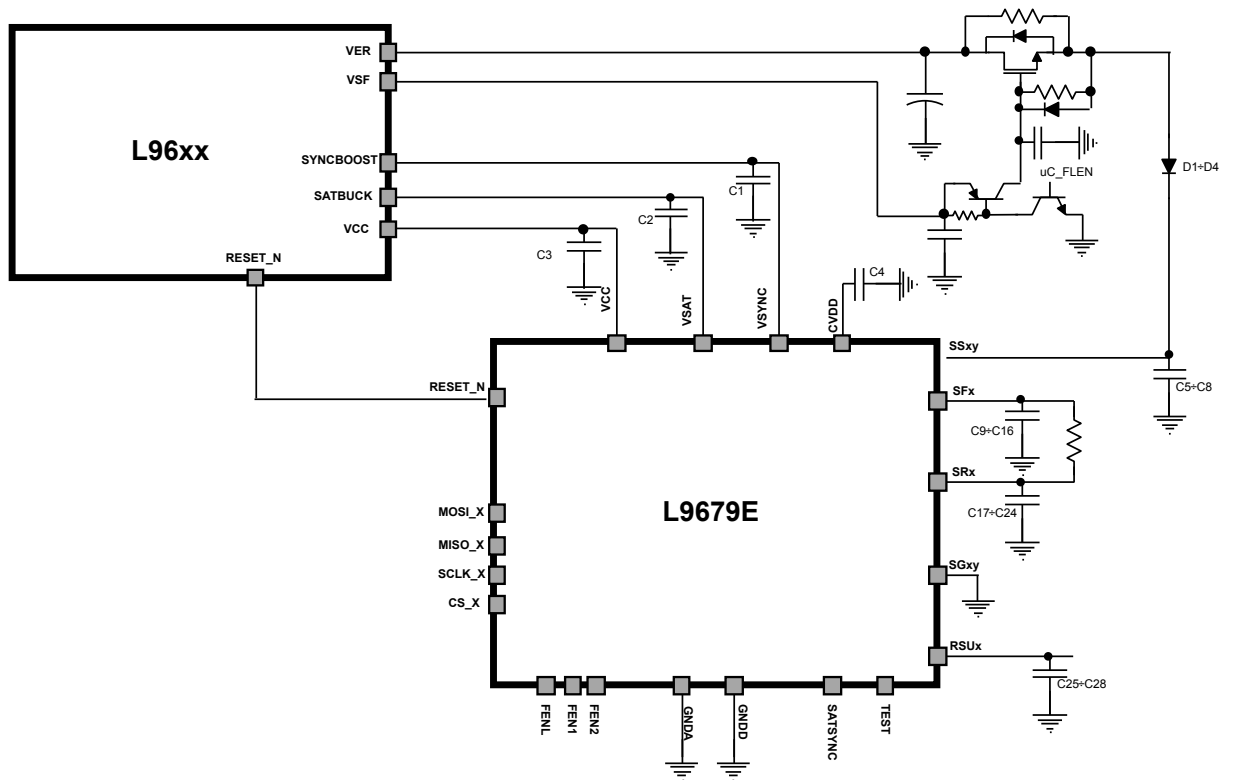 L96xx
VER
VSF
SYNCBOOST
SATBUCK
VCC
RESET_N
C1
C2
C3
uC_FLEN
D1÷D4
C4
VCC
VSAT
VSYNC
CVDD
L9679E
RESET_N
MOSI_X
MISO_X
SCLK_X
CS_X
SSxy
C5÷C8
SFx
C9÷C16
SRx
C17÷C24
SGxy
RSUx
C25÷C28
FENL
FEN1
FEN2
GNDA
GNDD
SATSYNC
TEST